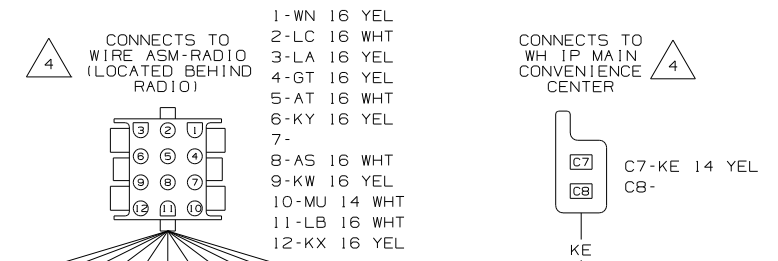 4
CONNECTS TO
WIRE ASM-RADIO
(LOCATED BEHIND
RADIO)
3 2 1
6 5 4
9 8 7
12 11 10
1-WN 16 YEL
2-LC 16 WHT
3-LA 16 YEL
4-GT 16 YEL
5-AT 16 WHT
6-KY 16 YEL
7-
8-AS 16 WHT
9-KW 16 YEL
10-MU 14 WHT
11-LB 16 WHT
12-KX 16 YEL
CONNECTS TO
WH IP MAIN
CONVENIENCE
CENTER
4
C7
C8
C7-KE 14 YEL
C8-
KE